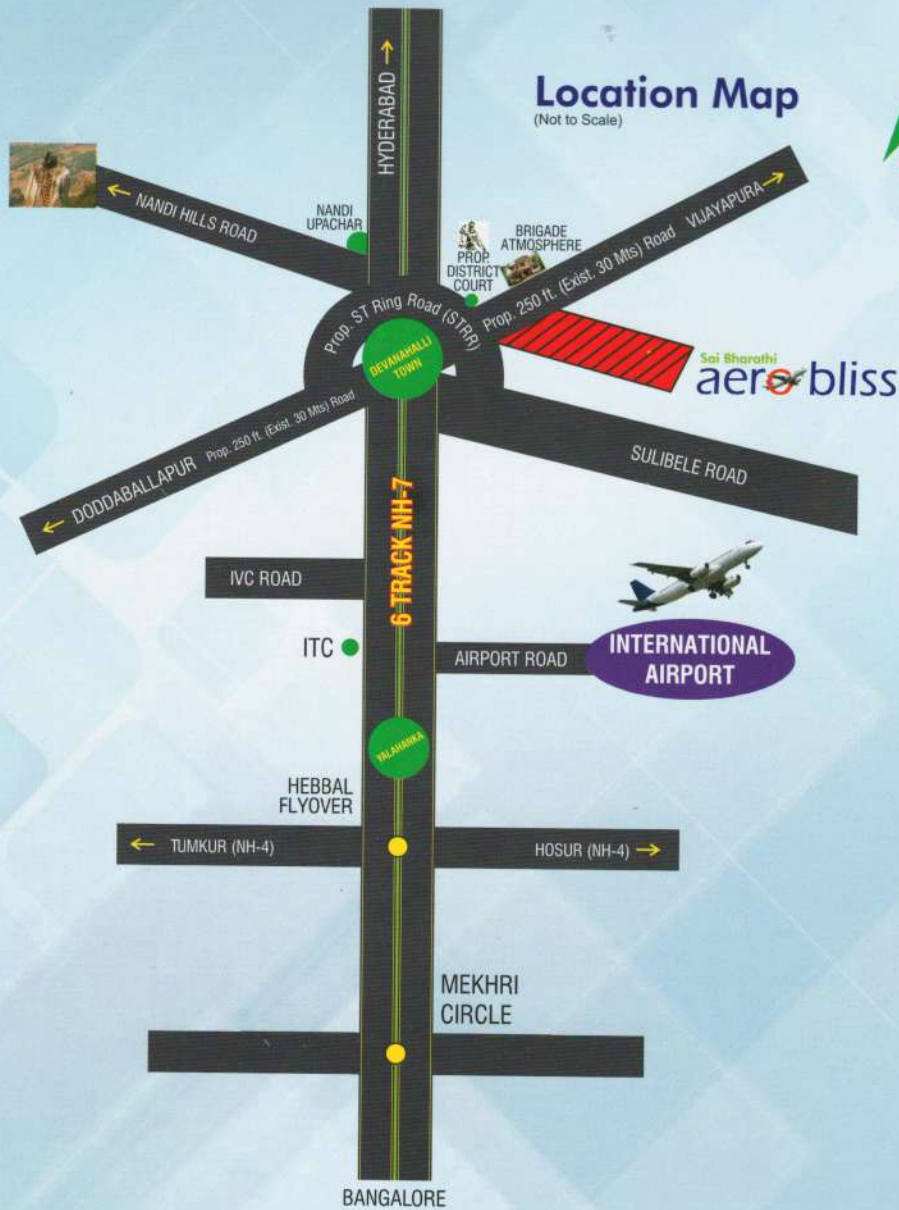 Location Map
(Not to Scale)
HYDERABAD
NANDI HILLS ROAD
NANDI
UPACHAR
PROP.
DISTRICT
COURT
BRIGADE
ATMOSPHERE
Prop. 250 ft. (Exist. 30 Mts) Road VIJAYAPURA
Prop. ST Ring Road (STRR)
DEVANAHALLI
TOWN
Sai Bharathi
aero bliss
DODDABALLAPUR Prop. 250 ft. (Exist. 30 Mts) Road
SULIBELE ROAD
6 TRACK NH-7
IVC ROAD
ITC
AIRPORT ROAD
INTERNATIONAL
AIRPORT
YALAHANKA
HEBBAL
FLYOVER
TUMKUR (NH-4)
HOSUR (NH-4)
MEKHRI
CIRCLE
BANGALORE